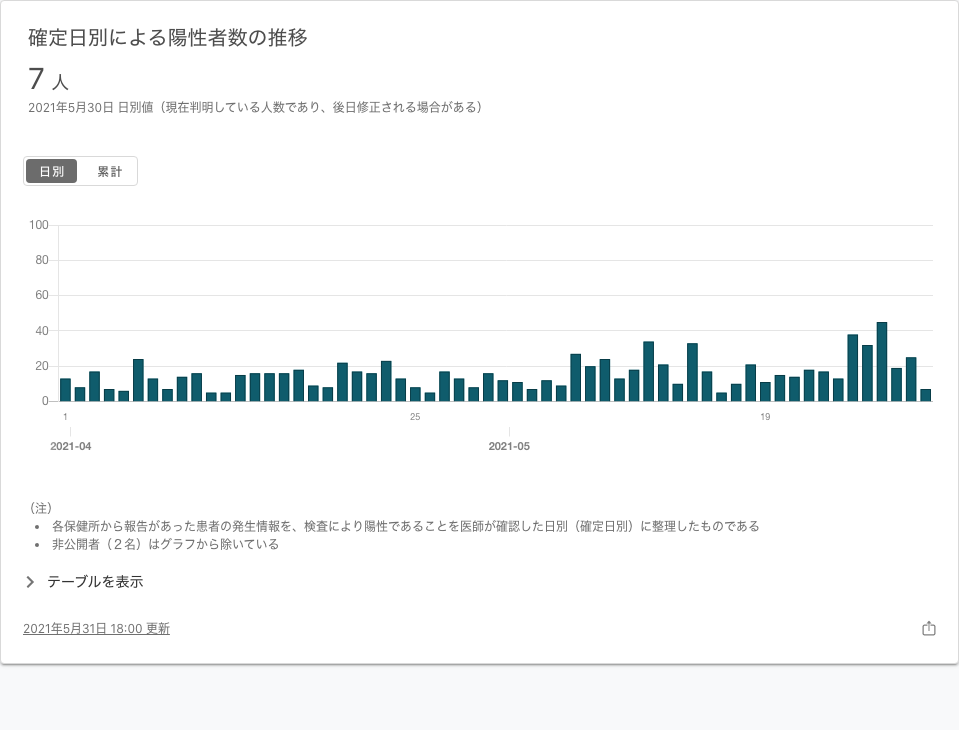 確定日別による陽性者数の推移
7 人
2021年5月30日 日別値（現在判明している人数であり、後日修正される場合がある）
日別 累計
100
80
60
40
20
0
1 25 19
2021-04 2021-05
（注）
• 各保健所から報告があった患者の発生情報を、検査により陽性であることを医師が確認した日別（確定日別）に整理したものである
• 非公開者（２名）はグラフから除いている
テーブルを表示
2021年5月31日 18:00 更新